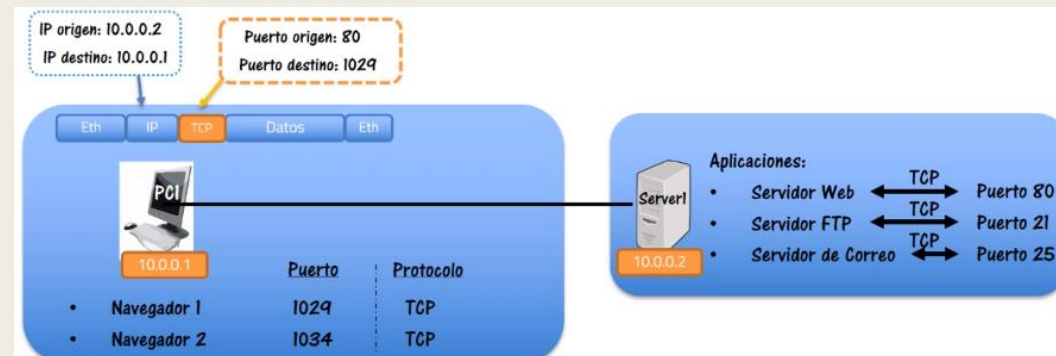 IP origen: 10.0.0.2
IP destino: 10.0.0.1
Puerto origen: 80
Puerto destino: 1029
Eth IP TCP Datos Eth
PC1
10.0.0.1
Puerto Protocolo
• Navegador 1 1029 TCP
• Navegador 2 1034 TCP
Server1
10.0.0.2
Aplicaciones:
• Servidor Web TCP Puerto 80
• Servidor FTP TCP Puerto 21
• Servidor de Correo TCP Puerto 25